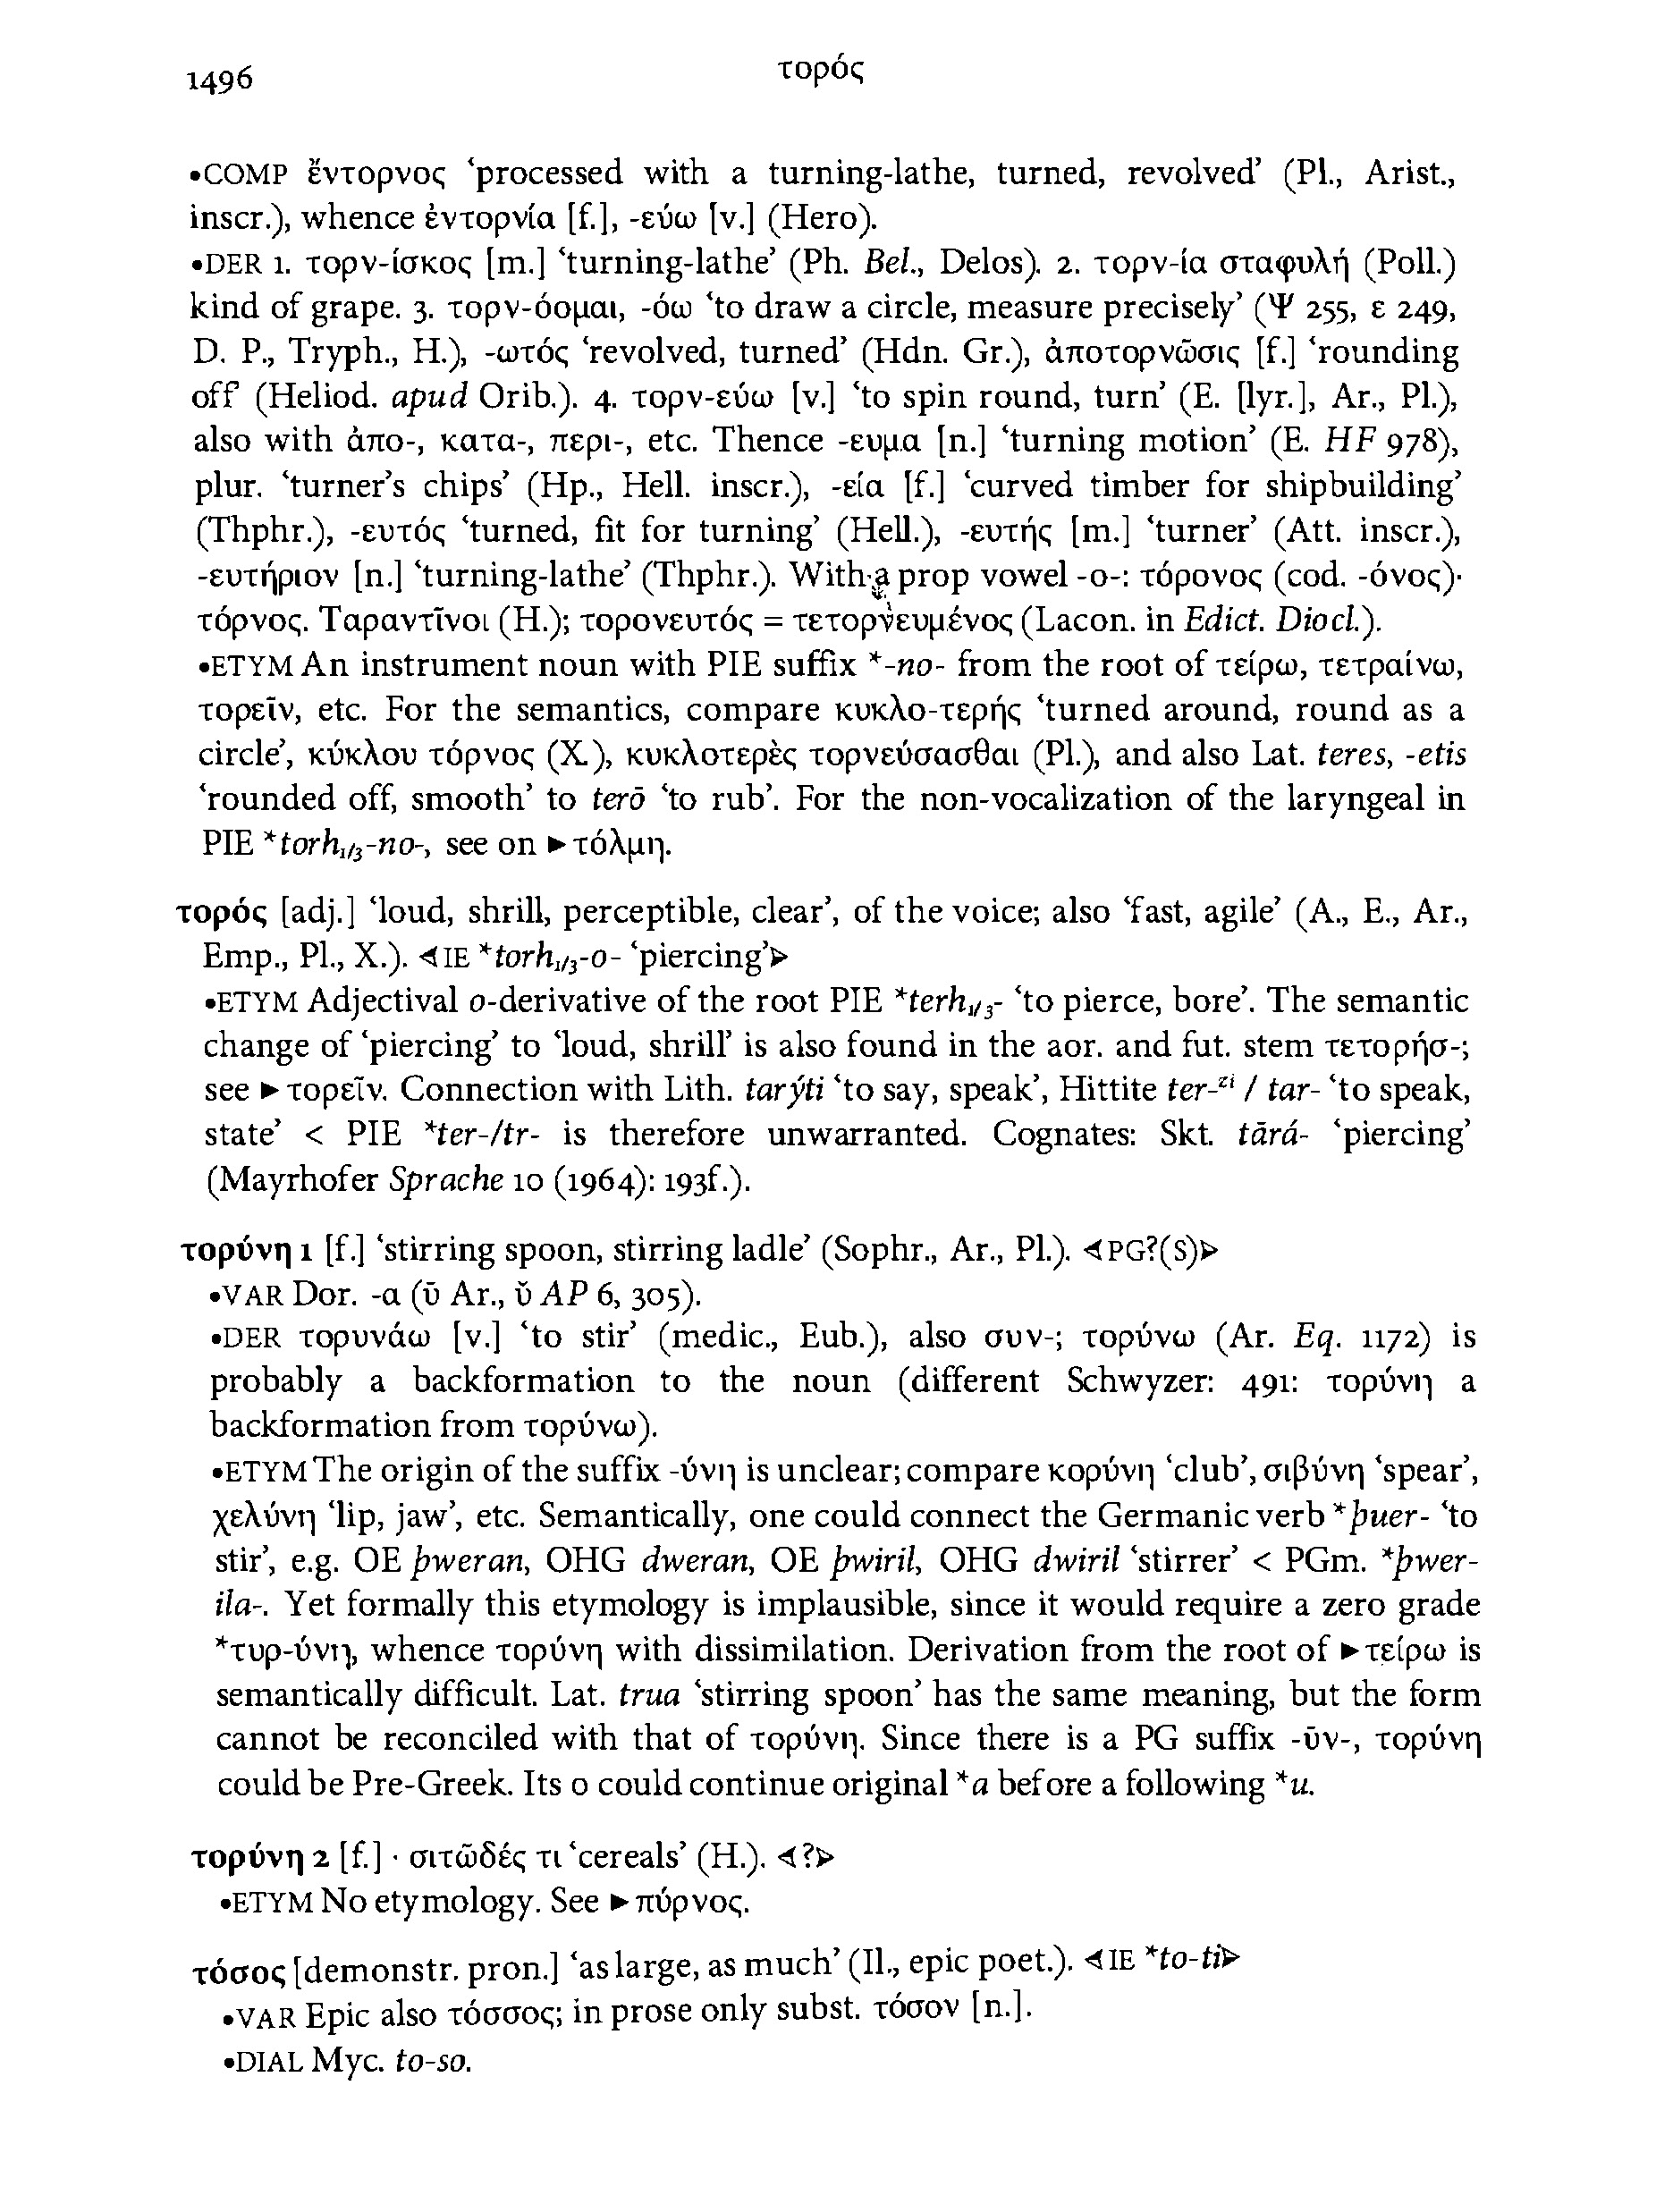 1496
τορός
•COMP ἔντορνος ‘processed with a turning-lathe, turned, revolved’ (Pl., Arist.,
inscr.), whence ἐντορνία [f.], -εύω [v.] (Hero).
•DER 1. τορν-ίσκος [m.] ‘turning-lathe’ (Ph. Bel., Delos). 2. τορν-ία σταφυλή (Poll.)
kind of grape. 3. τορν-όομαι, -όω ‘to draw a circle, measure precisely’ (Ψ 255, ε 249,
D. P., Tryph., H.), -ωτός ‘revolved, turned’ (Hdn. Gr.), ἀποτορνῶσις [f.] ‘rounding
off’ (Heliod. apud Orib.). 4. τορν-εύω [v.] ‘to spin round, turn’ (E. [lyr.], Ar., Pl.),
also with ἀπο-, κατα-, περι-, etc. Thence -ευμα [n.] ‘turning motion’ (E. HF 978),
plur. ‘turner’s chips’ (Hp., Hell. inscr.), -εία [f.] ‘curved timber for shipbuilding’
(Thphr.), -ευτός ‘turned, fit for turning’ (Hell.), -ευτής [m.] ‘turner’ (Att. inscr.),
-ευτήριον [n.] ‘turning-lathe’ (Thphr.). With a prop vowel -ο-: τόρονος (cod. -όνος)·
τόρνος. Ταραντῖνοι (H.); τορονευτός = τετορνευμένος (Lacon. in Edict. Diocl.).
•ETYM An instrument noun with PIE suffix *-no- from the root of τείρω, τετραίνω,
τορεῖν, etc. For the semantics, compare κυκλο-τερής ‘turned around, round as a
circle’, κύκλου τόρνος (X.), κυκλοτερὲς τορνεύσασθαι (Pl.), and also Lat. teres, -etis
‘rounded off, smooth’ to terō ‘to rub’. For the non-vocalization of the laryngeal in
PIE *torh₁/₃-no-, see on ►τόλμη.
τορός [adj.] ‘loud, shrill, perceptible, clear’, of the voice; also ‘fast, agile’ (A., E., Ar.,
Emp., Pl., X.). ⊲IE *torh₁/₃-o- ‘piercing’⊳
•ETYM Adjectival o-derivative of the root PIE *terh₁/₃- ‘to pierce, bore’. The semantic
change of ‘piercing’ to ‘loud, shrill’ is also found in the aor. and fut. stem τετορήσ-;
see ►τορεῖν. Connection with Lith. tarýti ‘to say, speak’, Hittite ter-ᶻⁱ / tar- ‘to speak,
state’ < PIE *ter-/tr- is therefore unwarranted. Cognates: Skt. tārá- ‘piercing’
(Mayrhofer Sprache 10 (1964): 193f.).
τορύνη 1 [f.] ‘stirring spoon, stirring ladle’ (Sophr., Ar., Pl.). ⊲PG?(S)⊳
•VAR Dor. -α (ῡ Ar., ῠ AP 6, 305).
•DER τορυνάω [v.] ‘to stir’ (medic., Eub.), also συν-; τορύνω (Ar. Eq. 1172) is
probably a backformation to the noun (different Schwyzer: 491: τορύνη a
backformation from τορύνω).
•ETYM The origin of the suffix -ύνη is unclear; compare κορύνη ‘club’, σιβύνη ‘spear’,
χελύνη ‘lip, jaw’, etc. Semantically, one could connect the Germanic verb *þuer- ‘to
stir’, e.g. OE þweran, OHG dweran, OE þwiril, OHG dwiril ‘stirrer’ < PGm. *þwer-
ila-. Yet formally this etymology is implausible, since it would require a zero grade
*τυρ-ύνη, whence τορύνη with dissimilation. Derivation from the root of ►τείρω is
semantically difficult. Lat. trua ‘stirring spoon’ has the same meaning, but the form
cannot be reconciled with that of τορύνη. Since there is a PG suffix -ῡν-, τορύνη
could be Pre-Greek. Its ο could continue original *a before a following *u.
τορύνη 2 [f.] · σιτῶδές τι ‘cereals’ (H.). ⊲?⊳
•ETYM No etymology. See ►πύρνος.
τόσος [demonstr. pron.] ‘as large, as much’ (Il., epic poet.). ⊲IE *to-ti⊳
•VAR Epic also τόσσος; in prose only subst. τόσον [n.].
•DIAL Myc. to-so.